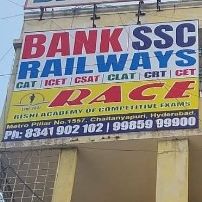 BANK SSC
RAILWAYS
CAT | ICET | CSAT | CLAT | CBT | CET
RACE
RISHI ACADEMY OF COMPETITIVE EXAMS
Metro Pillar No.1557, Chaitanyapuri, Hyderabad.
Ph: 8341 902 102 | 99859 99900